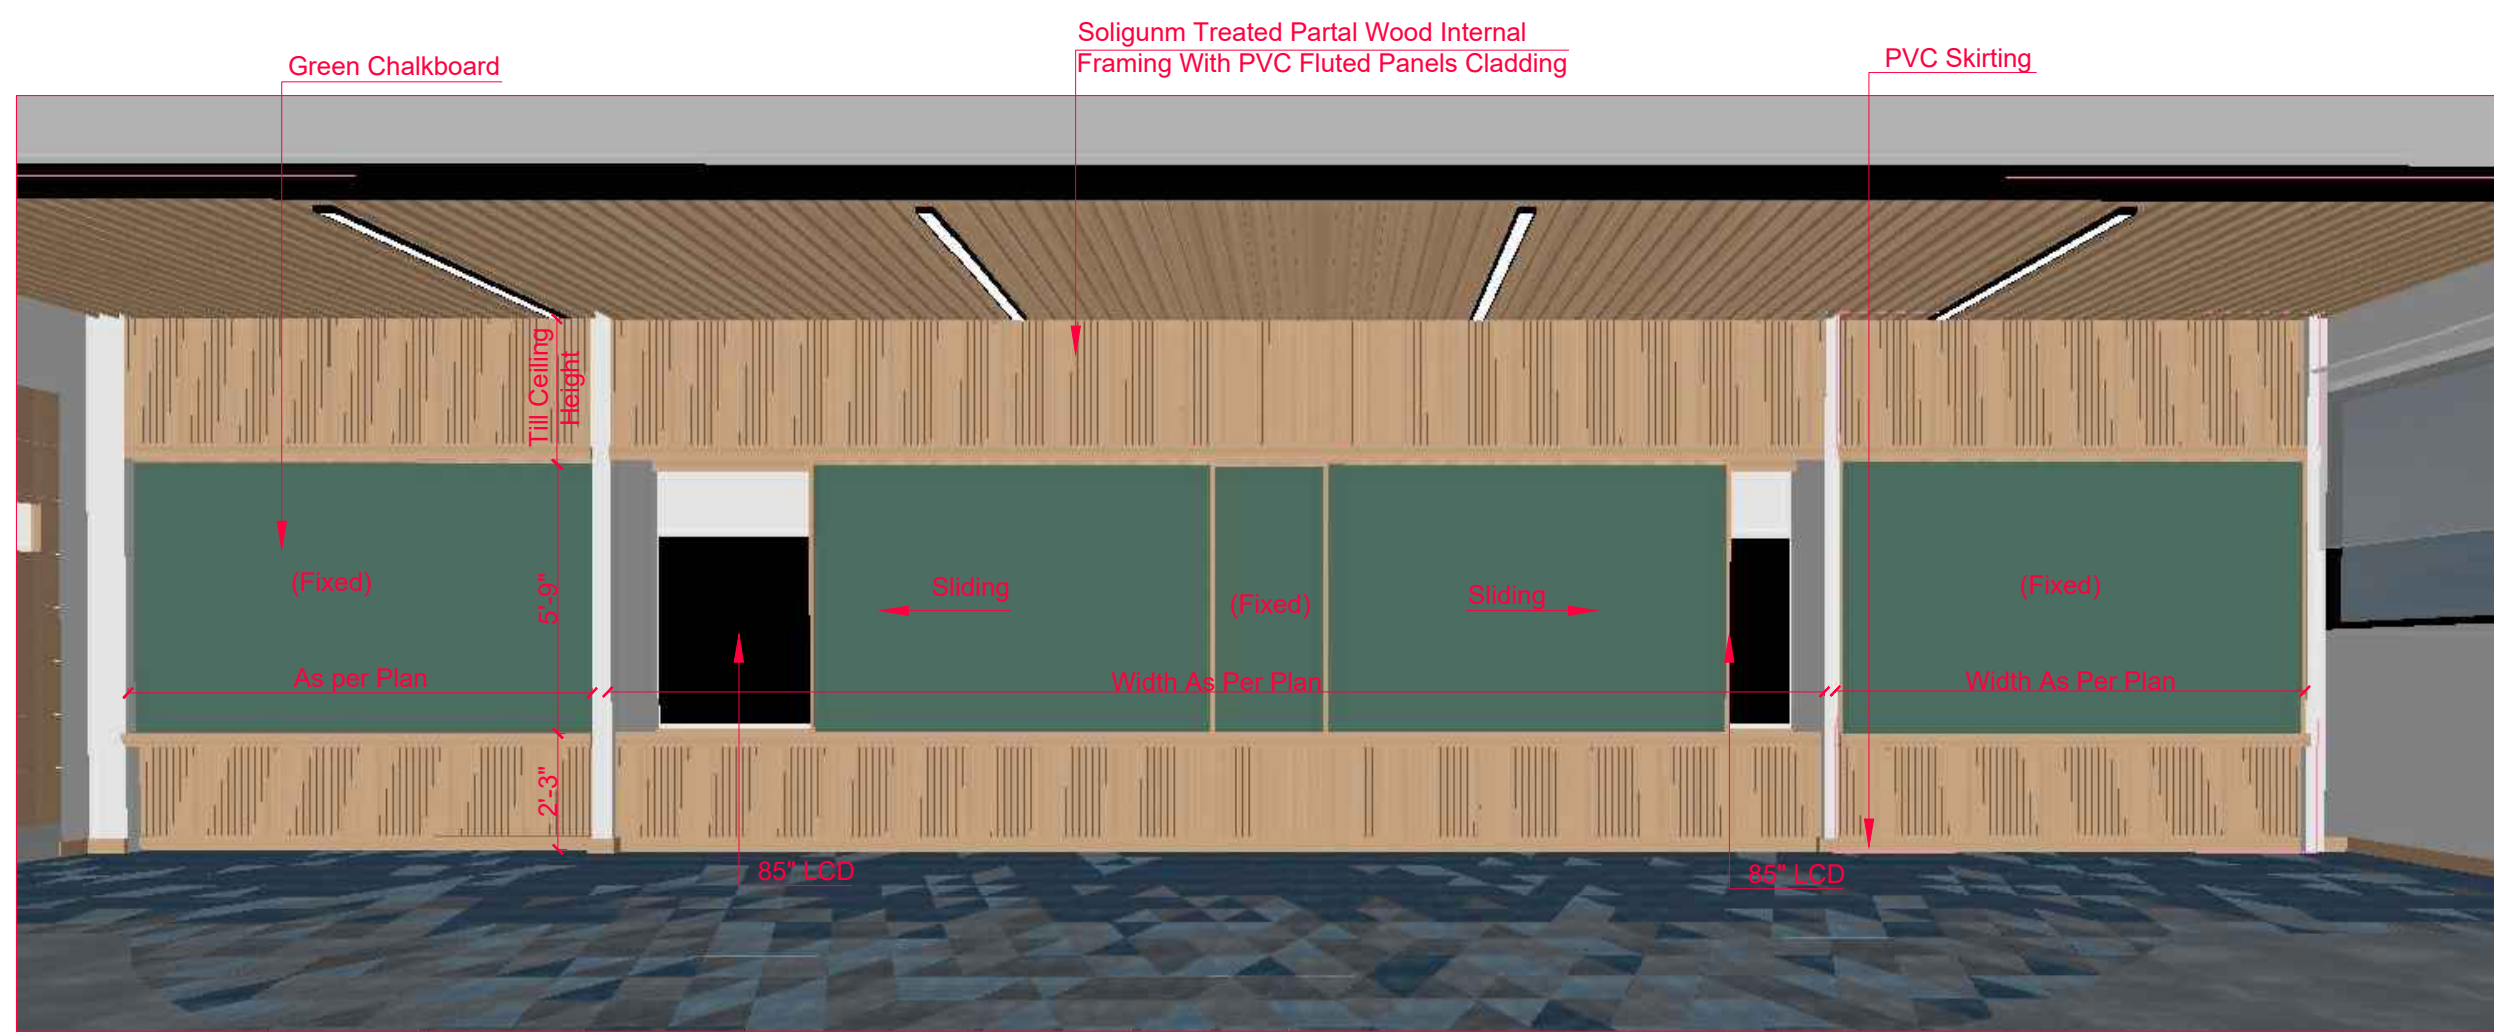 Soligunm Treated Partal Wood Internal
Framing With PVC Fluted Panels Cladding
Green Chalkboard
PVC Skirting
Till Ceiling
Height
(Fixed)
5'-9"
Sliding
(Fixed)
Sliding
(Fixed)
As per Plan
Width As Per Plan
Width As Per Plan
2'-3"
85" LCD
85" LCD